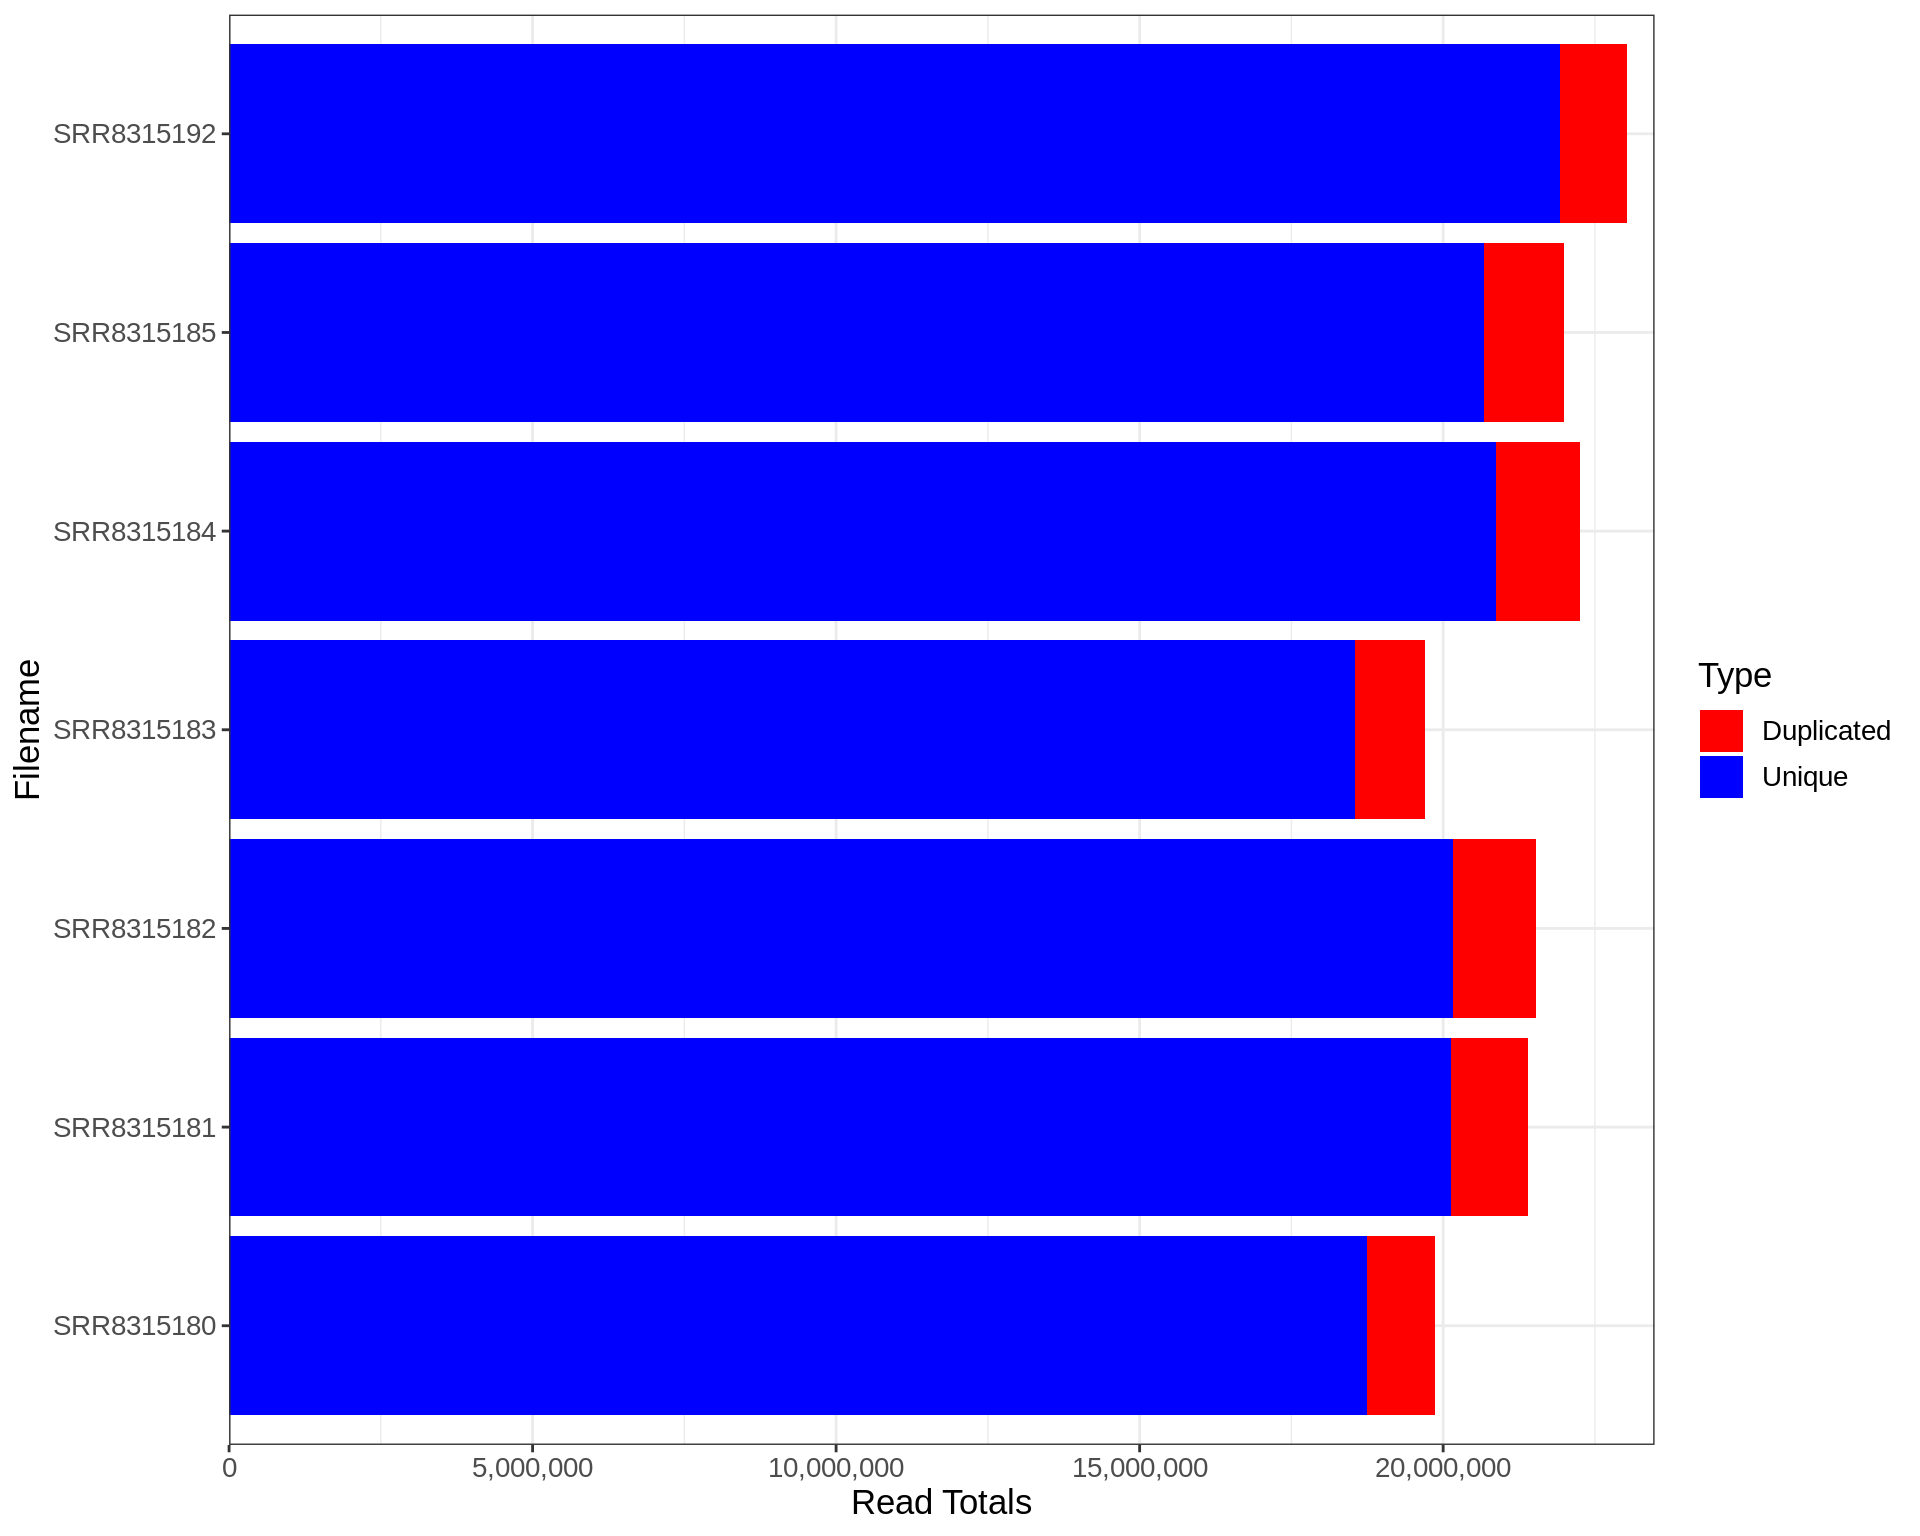 SRR8315192
SRR8315185
SRR8315184
SRR8315183
SRR8315182
SRR8315181
SRR8315180
Filename
0
5,000,000
10,000,000
15,000,000
20,000,000
Read Totals
Type
Duplicated
Unique